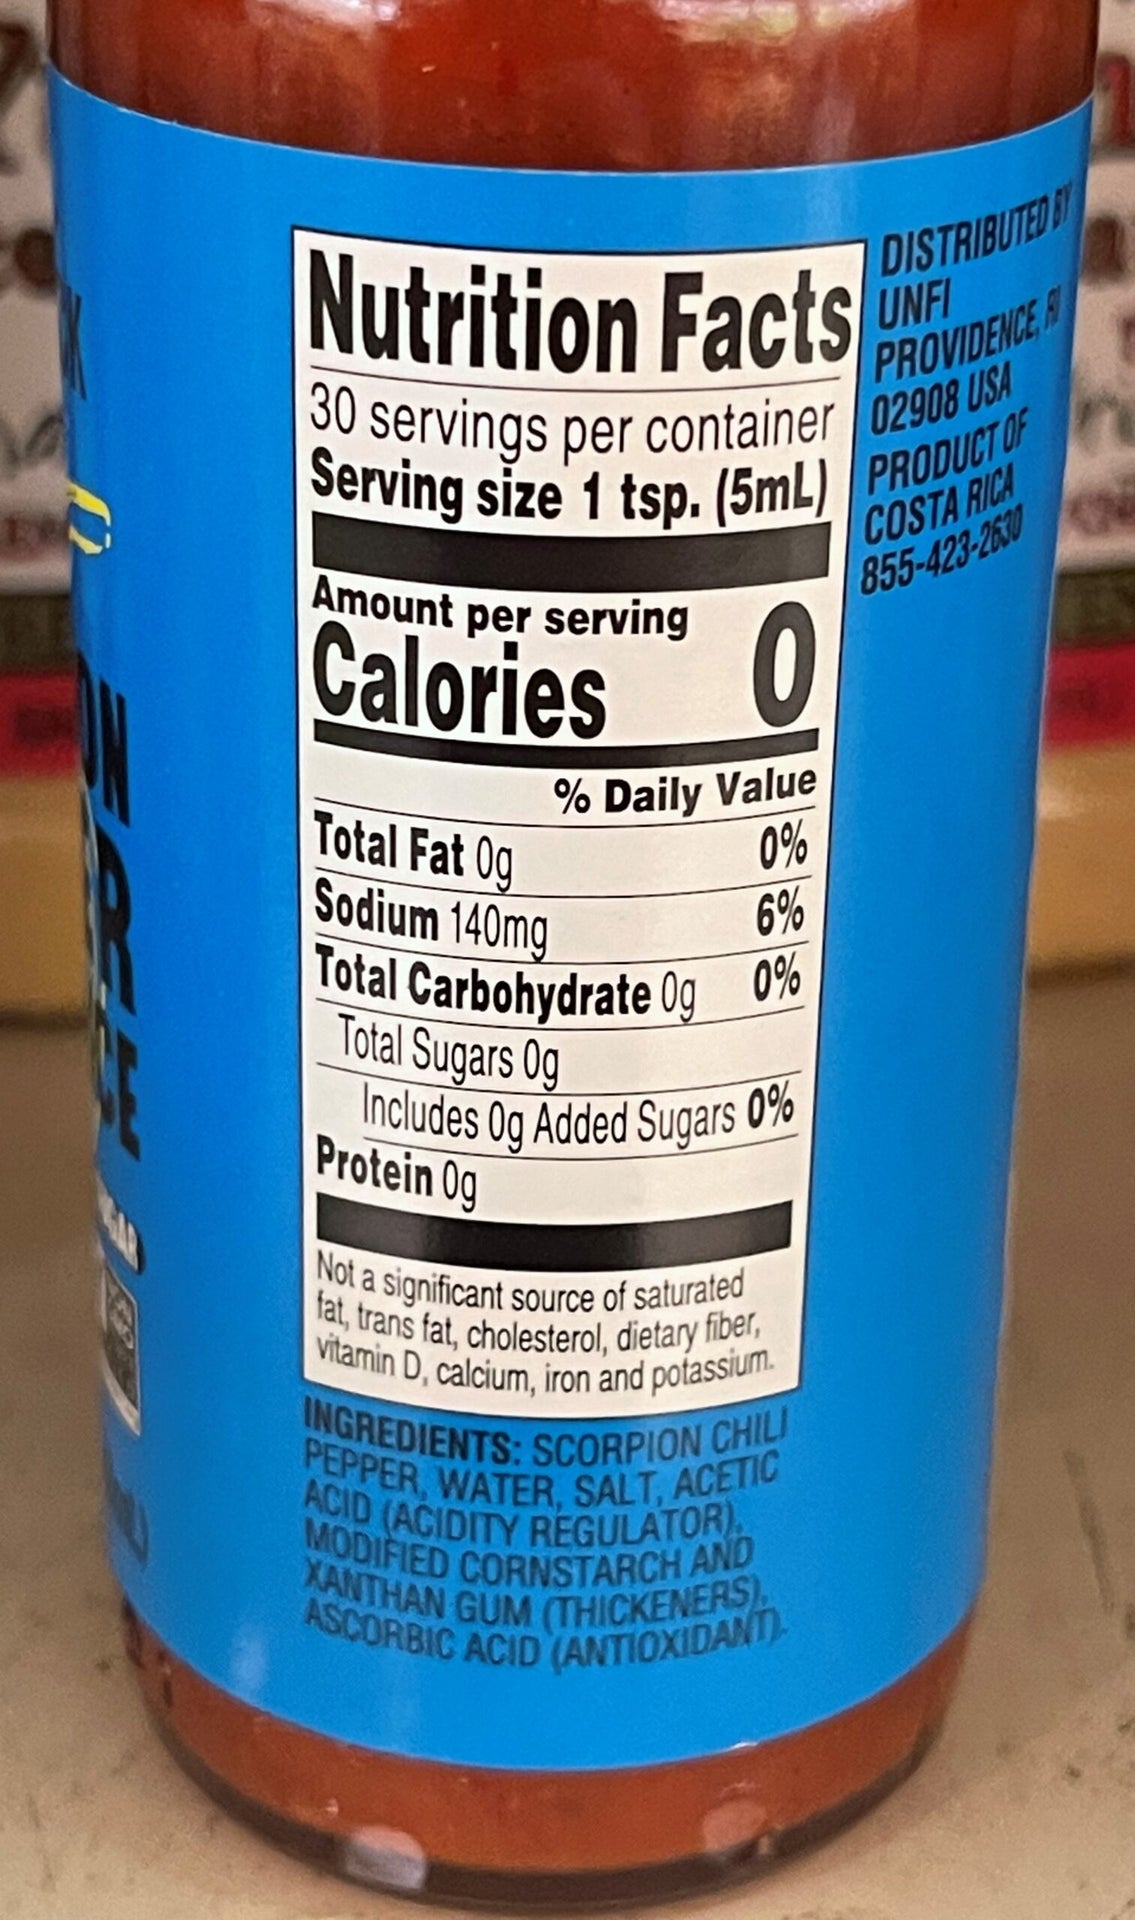 Nutrition Facts
30 servings per container
Serving size 1 tsp. (5mL)
Amount per serving
Calories 0
% Daily Value
Total Fat 0g 0%
Sodium 140mg 6%
Total Carbohydrate 0g 0%
Total Sugars 0g
Includes 0g Added Sugars 0%
Protein 0g
Not a significant source of saturated
fat, trans fat, cholesterol, dietary fiber,
vitamin D, calcium, iron and potassium.
INGREDIENTS: SCORPION CHILI
PEPPER, WATER, SALT, ACETIC
ACID (ACIDITY REGULATOR),
MODIFIED CORNSTARCH AND
XANTHAN GUM (THICKENERS),
ASCORBIC ACID (ANTIOXIDANT).
DISTRIBUTED BY
UNFI
PROVIDENCE, RI
02908 USA
PRODUCT OF
COSTA RICA
855-423-2630